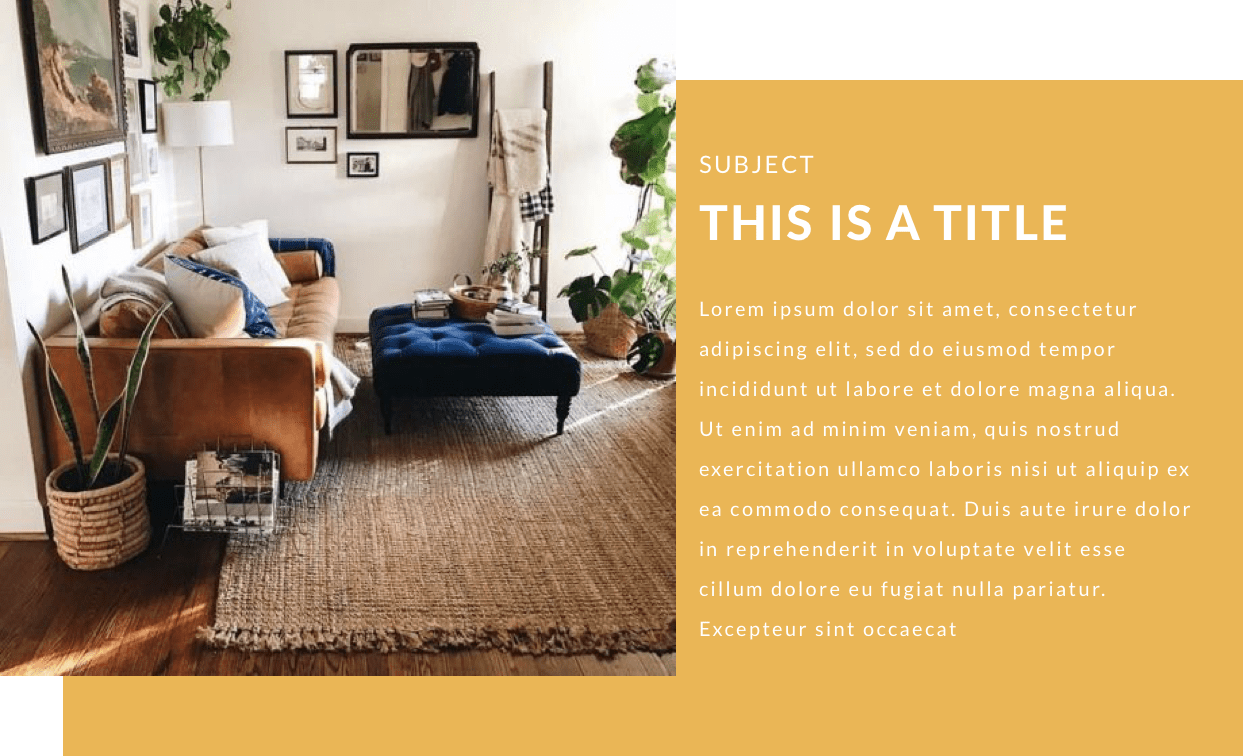 SUBJECT
THIS IS A TITLE
Lorem ipsum dolor sit amet, consectetur
adipiscing elit, sed do eiusmod tempor
incididunt ut labore et dolore magna aliqua.
Ut enim ad minim veniam, quis nostrud
exercitation ullamco laboris nisi ut aliquip ex
ea commodo consequat. Duis aute irure dolor
in reprehenderit in voluptate velit esse
cillum dolore eu fugiat nulla pariatur.
Excepteur sint occaecat